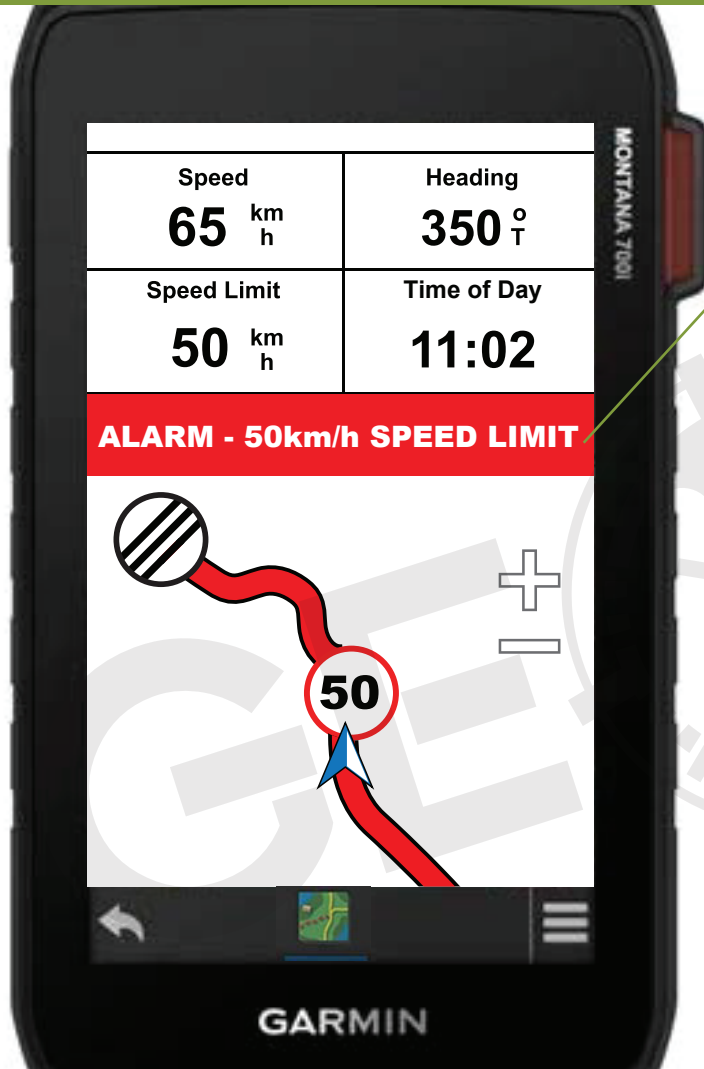 MONTANA 700i
Speed
Heading
65 km
h
350 o
T
Speed Limit
Time of Day
50 km
h
11:02
ALARM - 50km/h SPEED LIMIT
50
GE
GARMIN